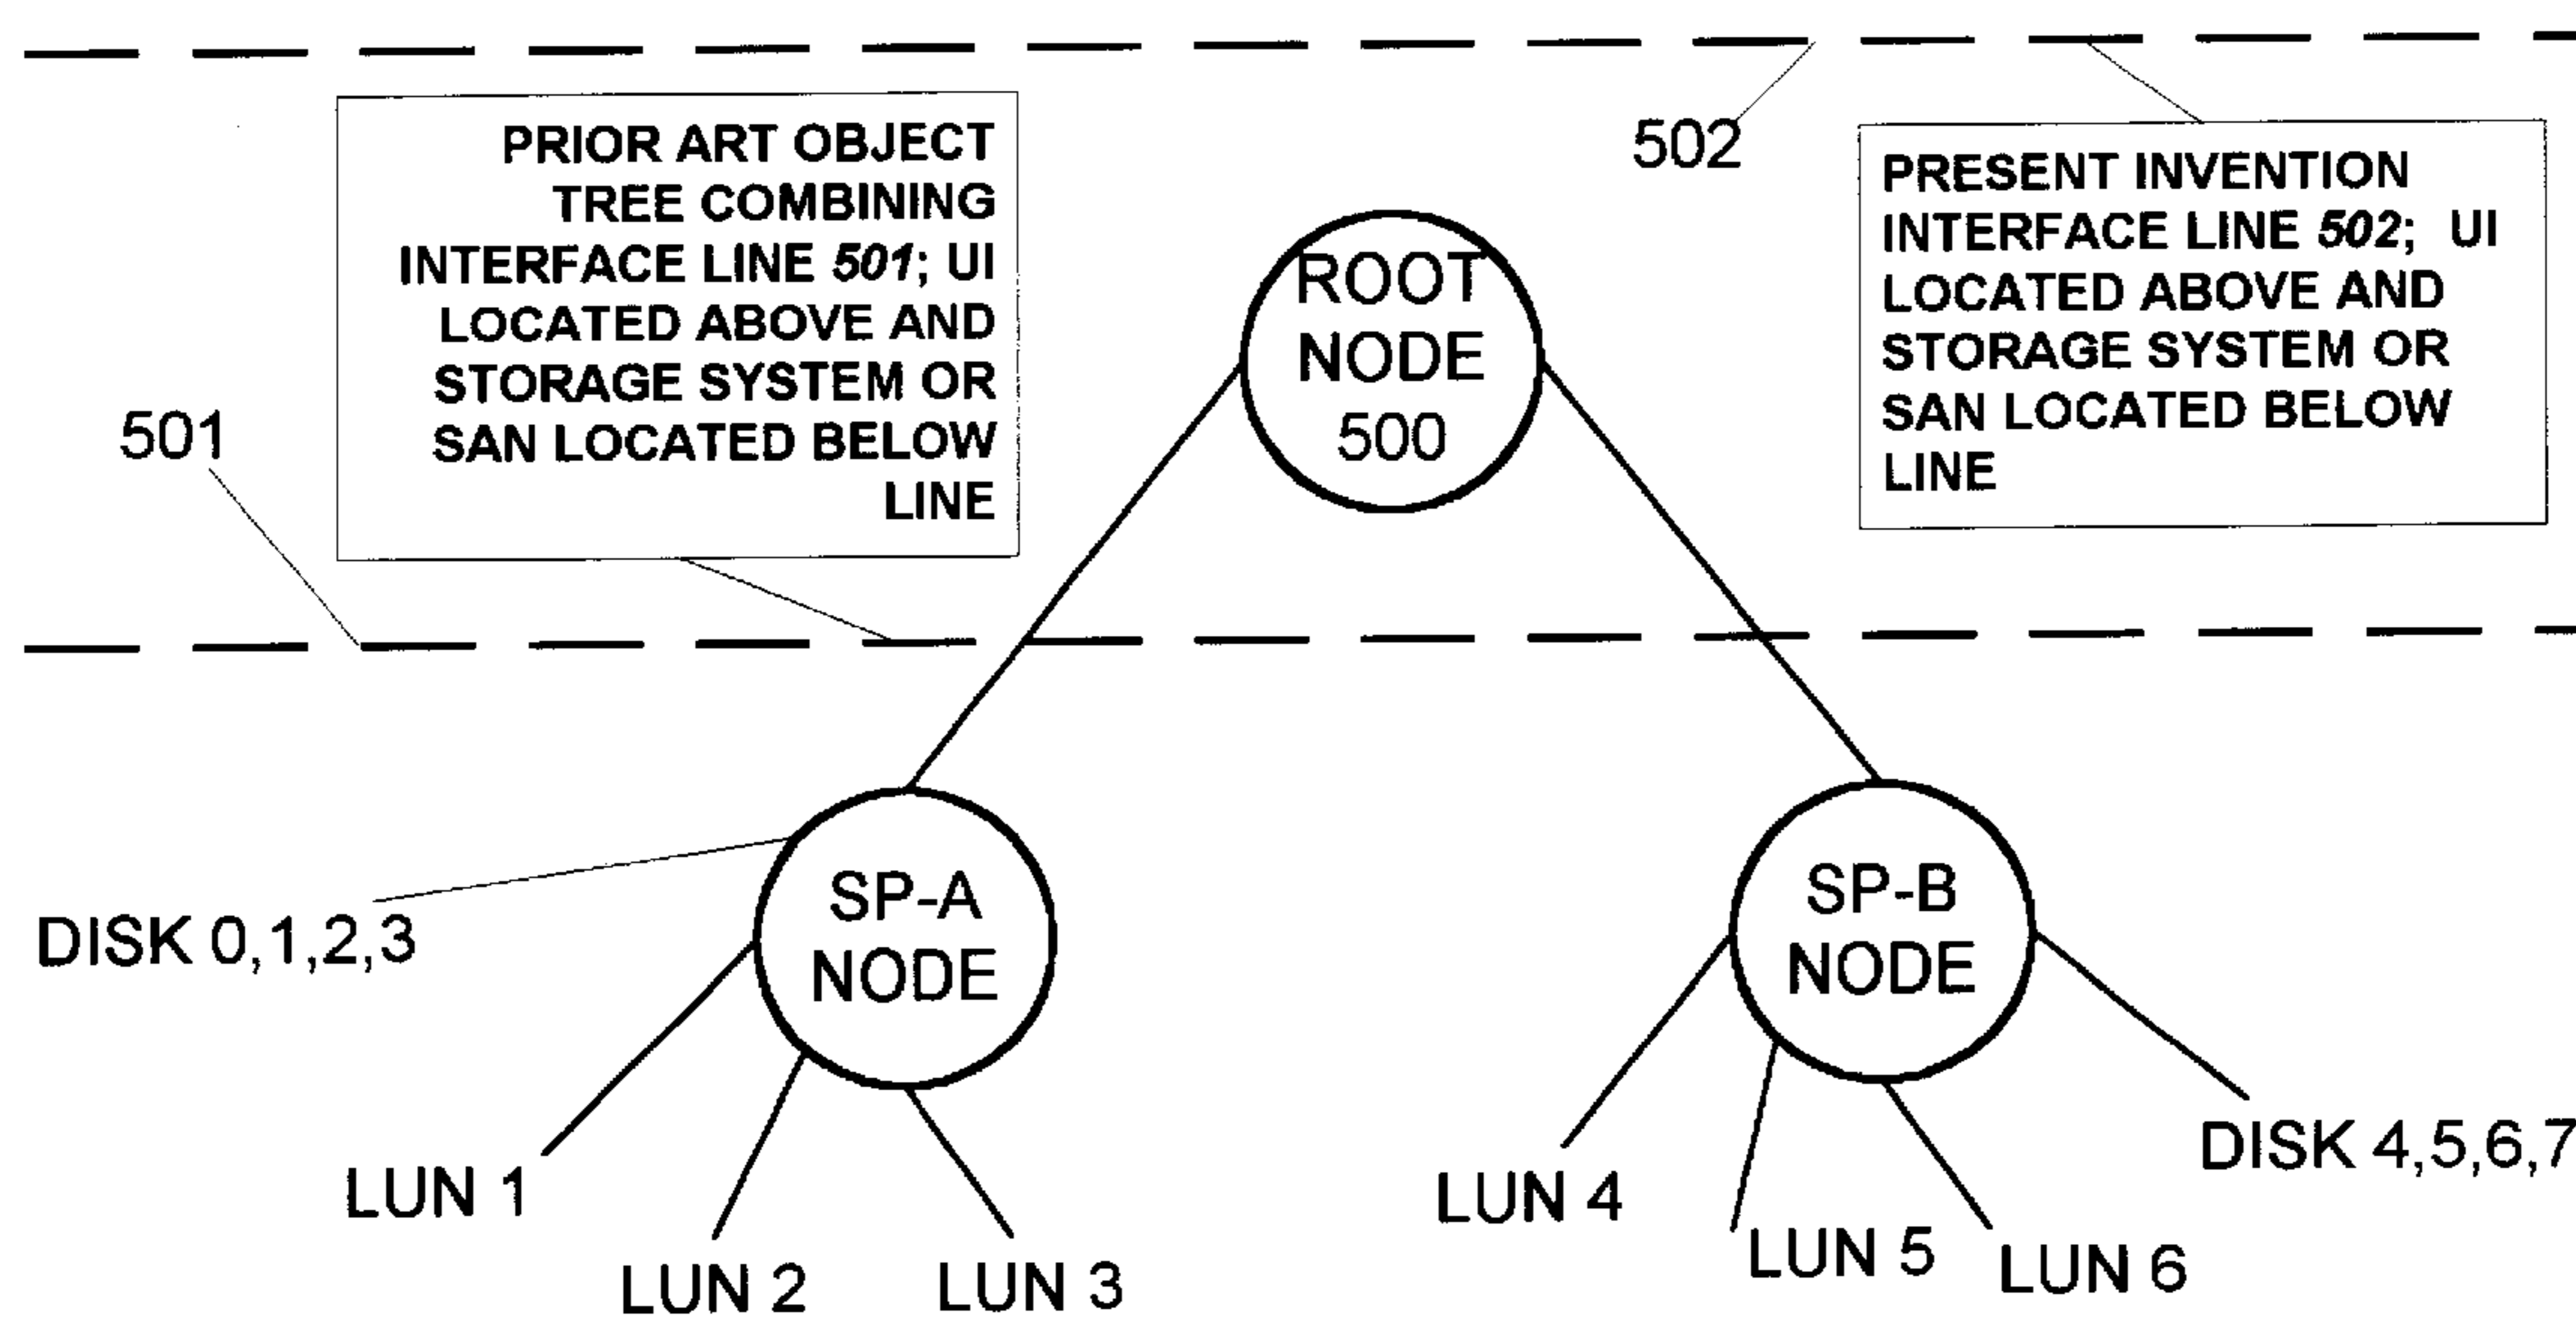 PRIOR ART OBJECT
TREE COMBINING
INTERFACE LINE 501; UI
LOCATED ABOVE AND
STORAGE SYSTEM OR
SAN LOCATED BELOW
LINE
502
PRESENT INVENTION
INTERFACE LINE 502; UI
LOCATED ABOVE AND
STORAGE SYSTEM OR
SAN LOCATED BELOW
LINE
ROOT
NODE
500
501
SP-A
NODE
SP-B
NODE
DISK 0,1,2,3
LUN 1
LUN 2
LUN 3
LUN 4
LUN 5
LUN 6
DISK 4,5,6,7